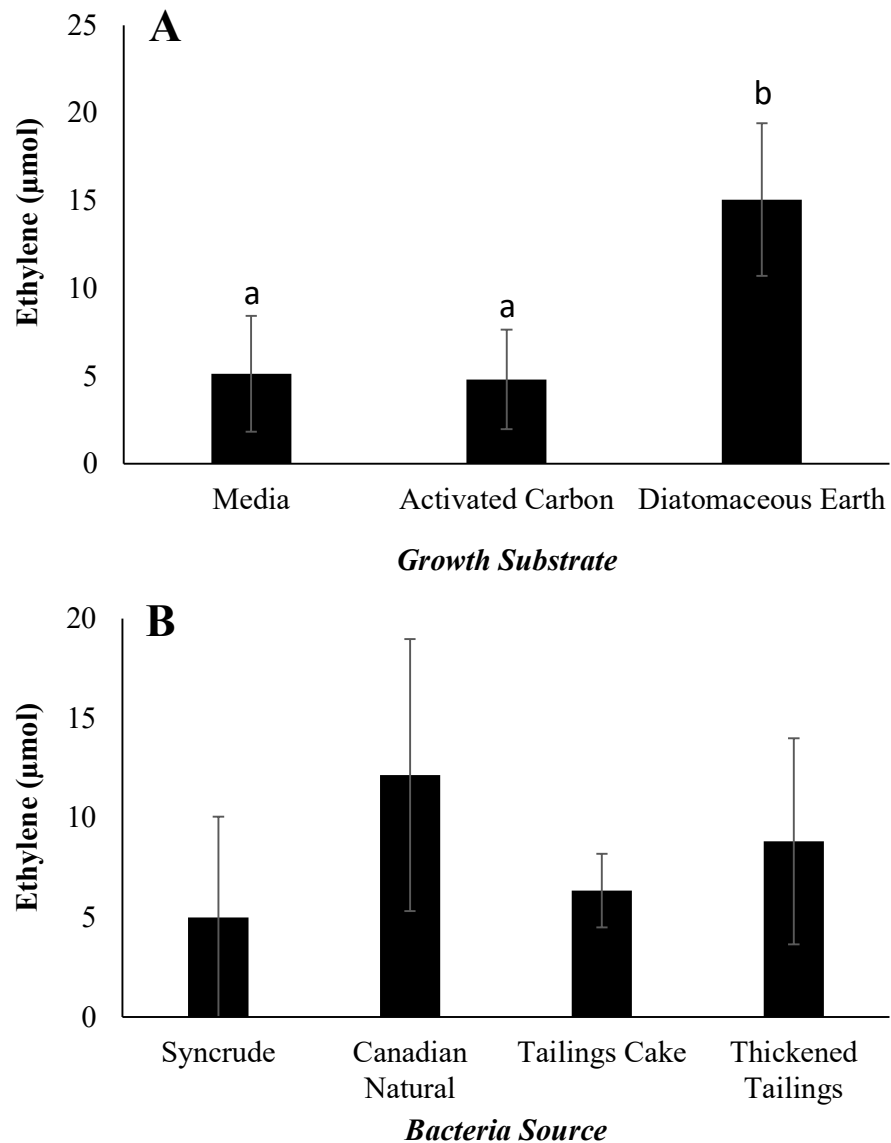 A
25
20
15
10
5
0
Ethylene (µmol)
a
a
b
Media Activated Carbon Diatomaceous Earth
Growth Substrate
B
20
15
10
5
0
Ethylene (µmol)
Syncrude Canadian Tailings Cake Thickened
Natural Tailings
Bacteria Source